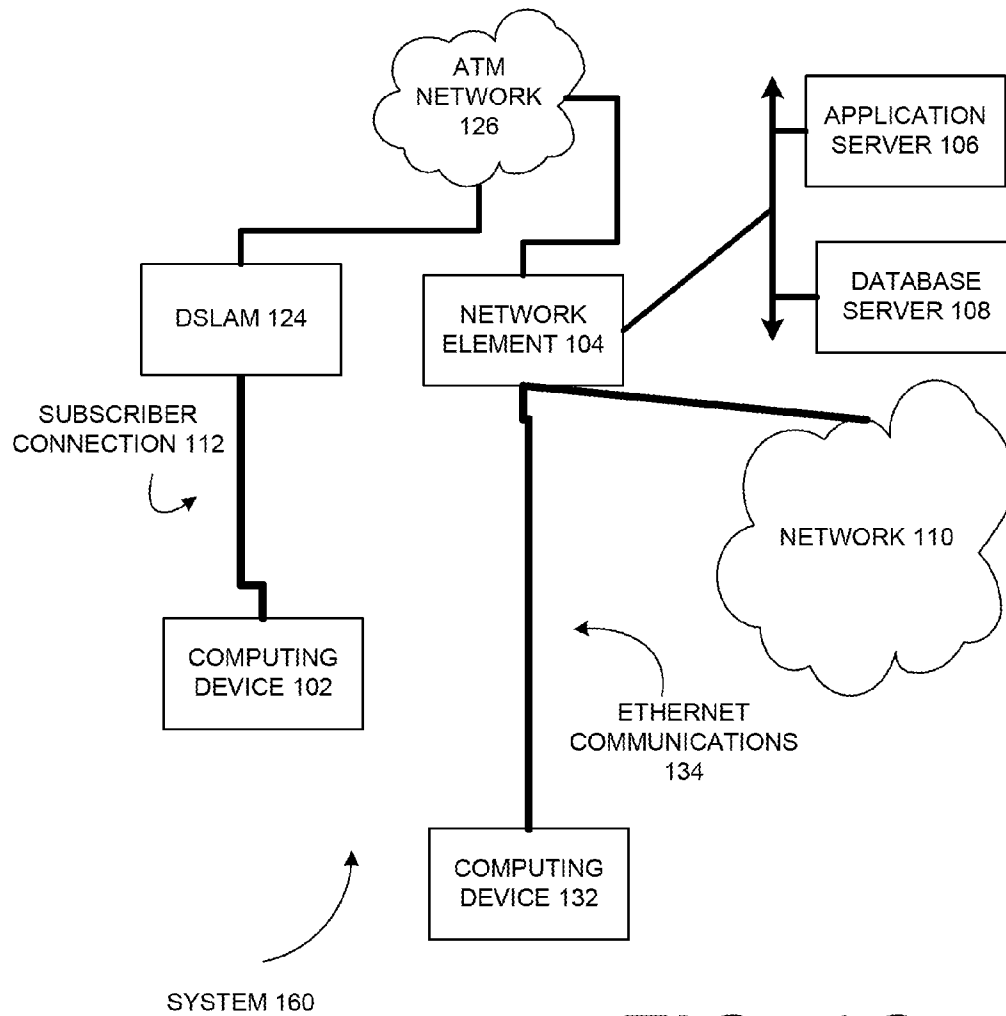 ATM
NETWORK
126
APPLICATION
SERVER 106
DSLAM 124
NETWORK
ELEMENT 104
DATABASE
SERVER 108
SUBSCRIBER
CONNECTION 112
NETWORK 110
COMPUTING
DEVICE 102
ETHERNET
COMMUNICATIONS
134
COMPUTING
DEVICE 132
SYSTEM 160